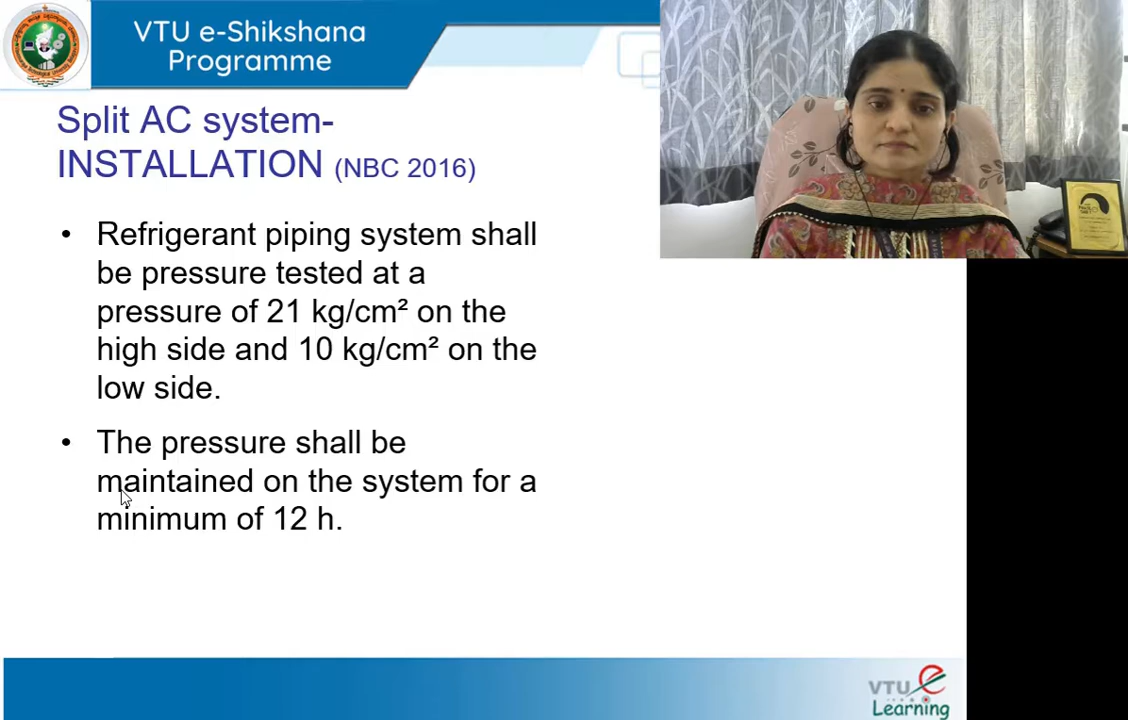 VTU e-Shikshana
Programme
Split AC system-
INSTALLATION (NBC 2016)
• Refrigerant piping system shall
be pressure tested at a
pressure of 21 kg/cm² on the
high side and 10 kg/cm² on the
low side.
• The pressure shall be
maintained on the system for a
minimum of 12 h.
VTU e
Learning